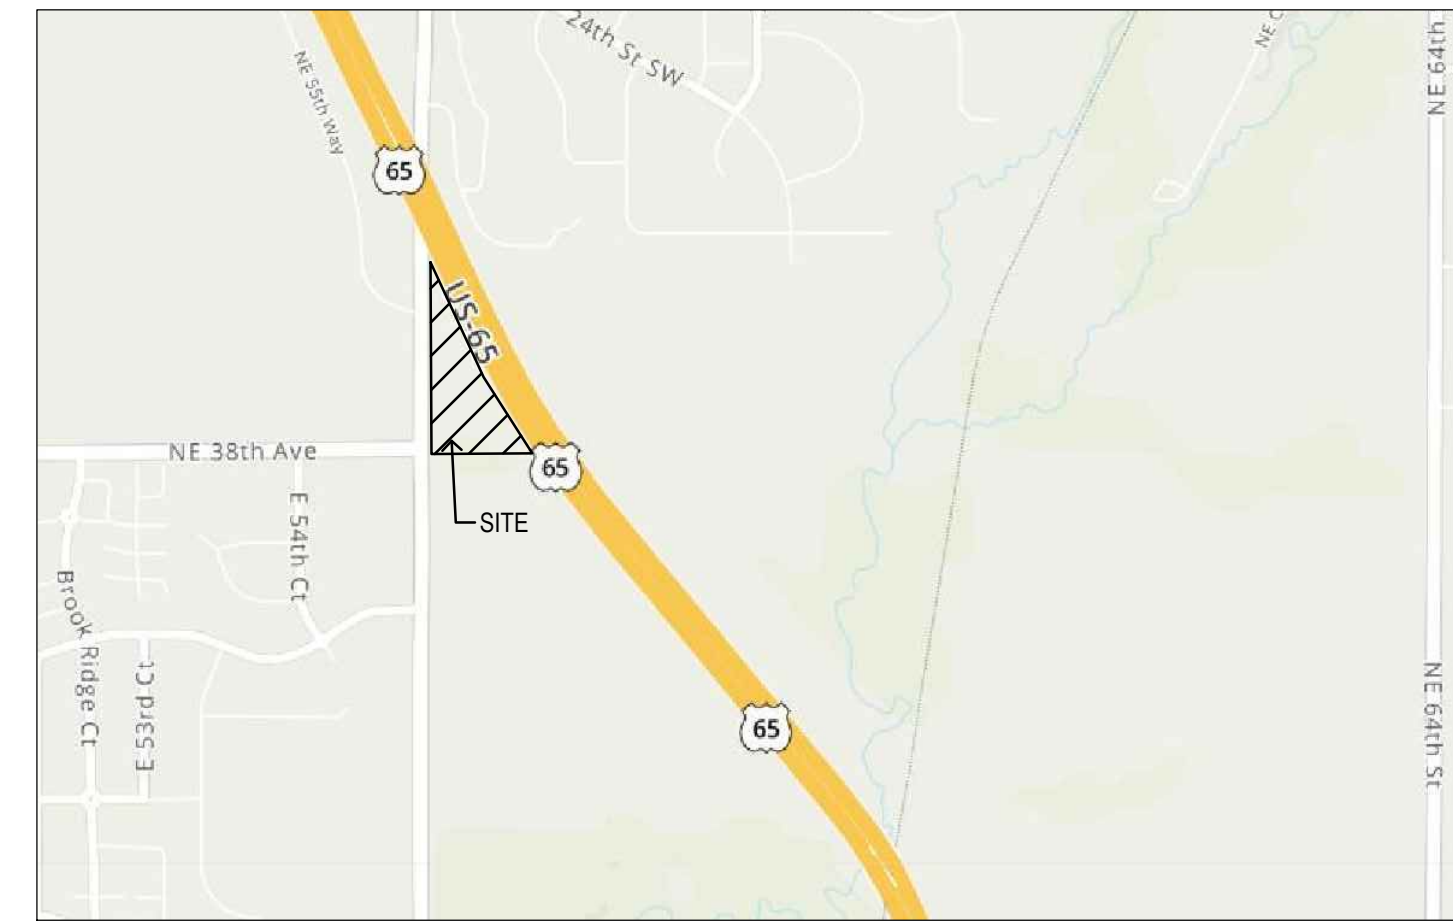 24th St SW
NE C
NE 64th
NE 55th Way
65
US-65
NE 38th Ave
65
E 54th Ct
SITE
Brook Ridge Ct
E 53rd Ct
65
NE 64th St